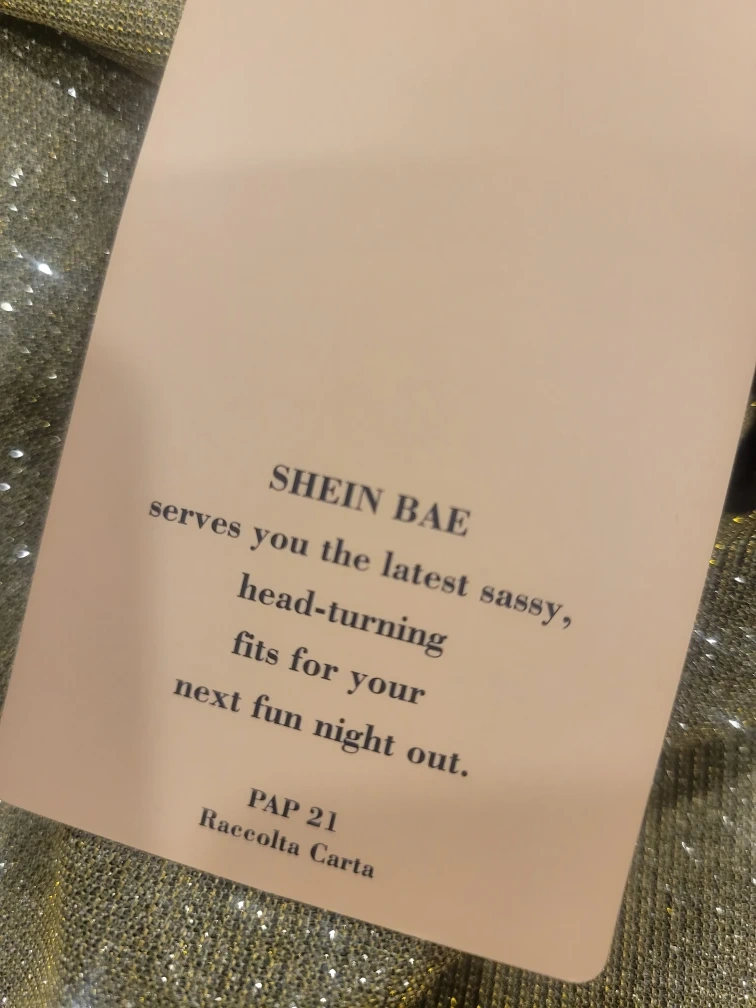 SHEIN BAE
serves you the latest sassy,
head-turning
fits for your
next fun night out.
PAP 21
Raccolta Carta